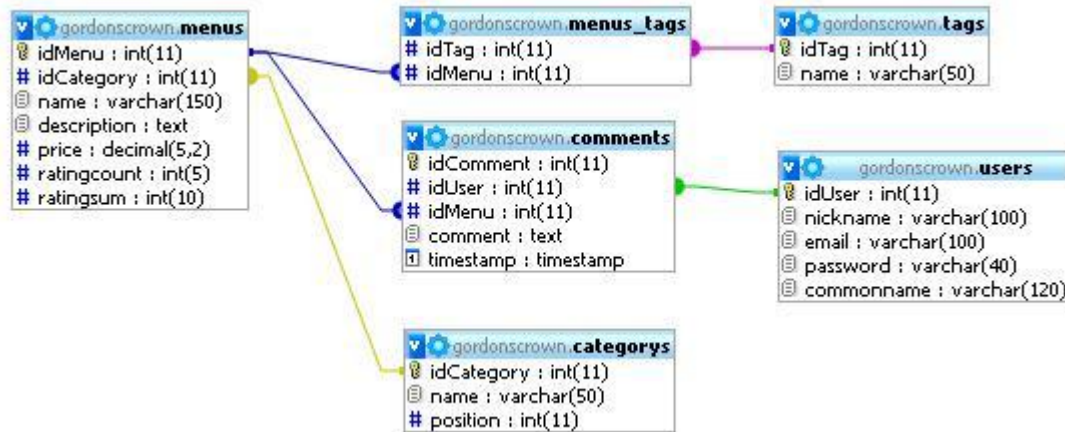 gordonscrown.menus
idMenu : int(11)
# idCategory : int(11)
name : varchar(150)
description : text
# price : decimal(5,2)
# ratingcount : int(5)
# ratingsum : int(10)
gordonscrown.menus_tags
# idTag : int(11)
# idMenu : int(11)
gordonscrown.tags
idTag : int(11)
name : varchar(50)
gordonscrown.comments
idComment : int(11)
# idUser : int(11)
# idMenu : int(11)
comment : text
timestamp : timestamp
gordonscrown.users
idUser : int(11)
nickname : varchar(100)
email : varchar(100)
password : varchar(40)
commonname : varchar(120)
gordonscrown.categorys
idCategory : int(11)
name : varchar(50)
# position : int(11)